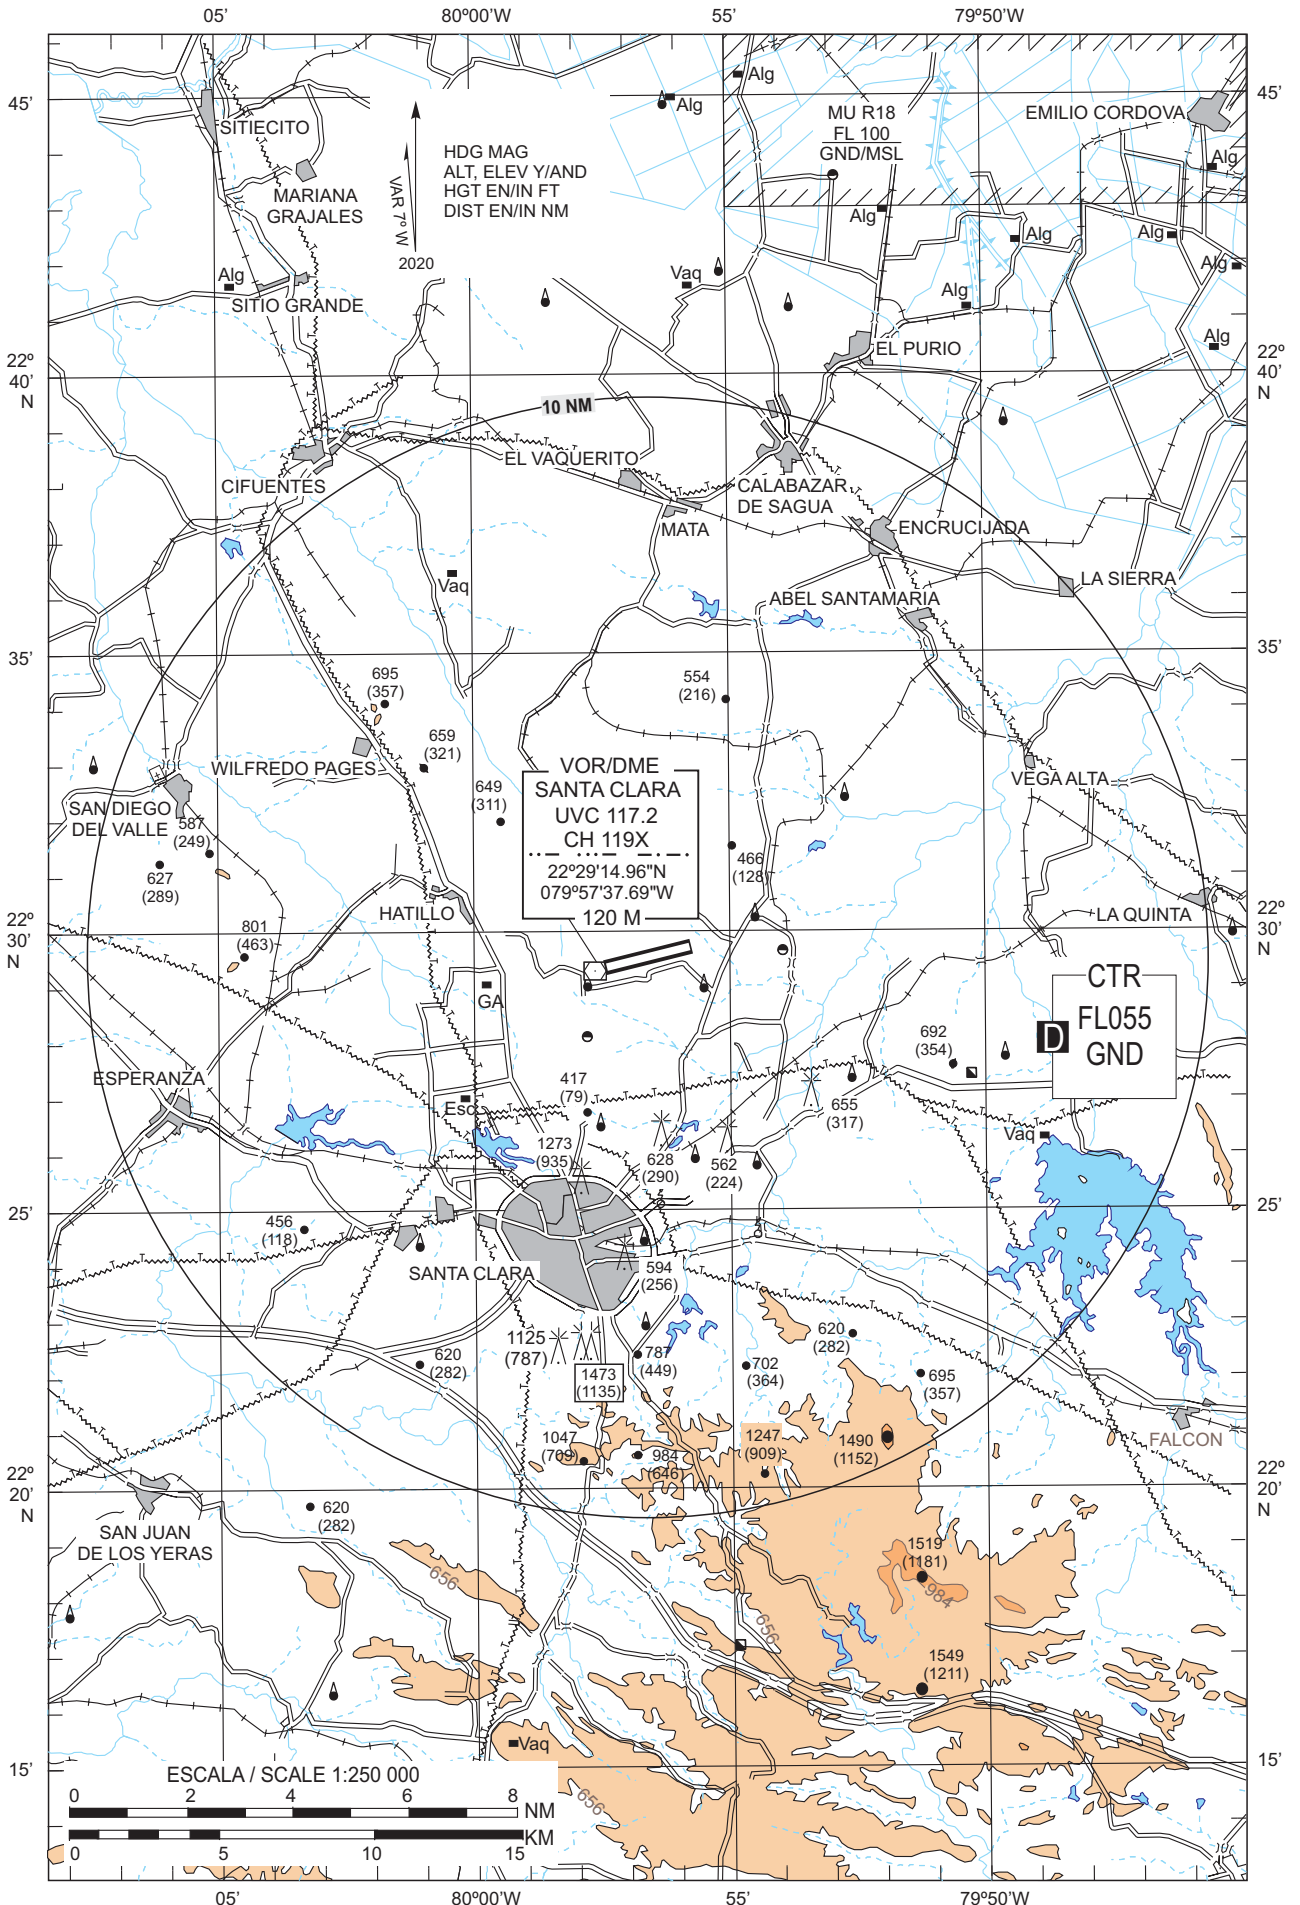 05'
80º00'W
55'
79º50'W
45'
45'
SITIECITO
MARIANA
GRAJALES
HDG MAG
ALT, ELEV Y/AND
HGT EN/IN FT
DIST EN/IN NM
VAR 7º W
2020
Alg
Alg
MU R18
FL 100
GND/MSL
EMILIO CORDOVA
Alg
Alg
Alg
Alg
Alg
Alg
Alg
Alg
SITIO GRANDE
Vaq
EL PURIO
22º
40'
N
22º
40'
N
10 NM
EL VAQUERITO
CIFUENTES
CALABAZAR
DE SAGUA
MATA
ENCRUCIJADA
LA SIERRA
Vaq
ABEL SANTAMARIA
35'
35'
695
(357)
554
(216)
659
(321)
WILFREDO PAGES
649
(311)
VOR/DME
SANTA CLARA
UVC 117.2
CH 119X
22º29'14.96"N
079º57'37.69"W
120 M
VEGA ALTA
SAN DIEGO
DEL VALLE
587
(249)
627
(289)
466
(128)
HATILLO
LA QUINTA
801
(463)
22º
30'
N
22º
30'
N
GA
CTR
FL055
GND
D
692
(354)
ESPERANZA
Esc
417
(79)
655
(317)
Vaq
1273
(935)
628
(290)
562
(224)
25'
25'
456
(118)
SANTA CLARA
594
(256)
1125
(787)
620
(282)
787
(449)
702
(364)
620
(282)
695
(357)
1473
(1135)
1047
(709)
984
(646)
1247
(909)
1490
(1152)
FALCON
22º
20'
N
22º
20'
N
620
(282)
SAN JUAN
DE LOS YERAS
1519
(1181)
984
656
656
1549
(1211)
Vaq
656
15'
15'
ESCALA / SCALE 1:250 000
0 2 4 6 8
NM
KM
0 5 10 15
05'
80º00'W
55'
79º50'W